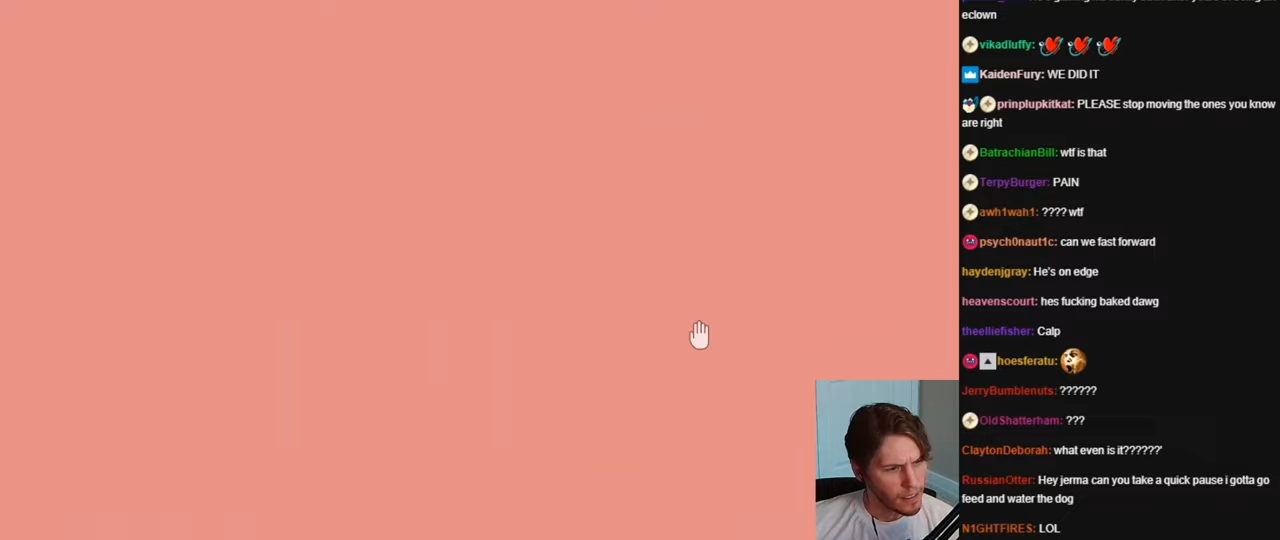 eclown
vikadluffy:
KaidenFury: WE DID IT
prinplupkitkat: PLEASE stop moving the ones you know
are right
BatrachianBill: wtf is that
TerpyBurger: PAIN
awh1wah1: ???? wtf
psych0naut1c: can we fast forward
haydenjgray: He's on edge
heavenscourt: hes fucking baked dawg
theelliefisher: Calp
hoesferatu:
JerryBumblenuts: ??????
OldShatterham: ???
ClaytonDeborah: what even is it??????'
RussianOtter: Hey jerma can you take a quick pause i gotta go
feed and water the dog
N1GHTFIRES: LOL